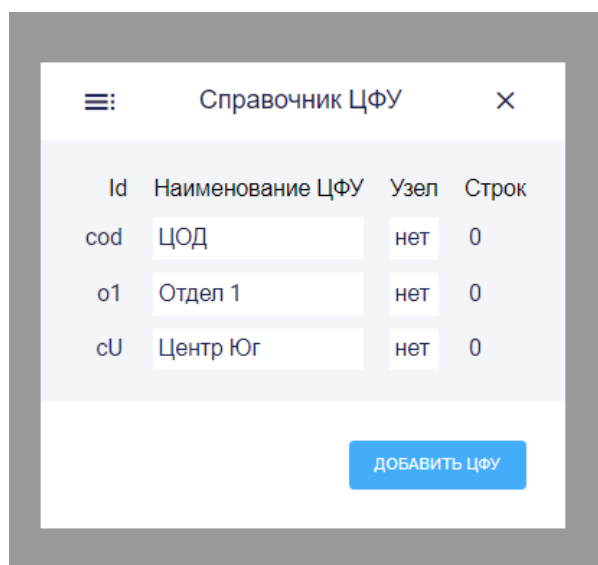 Справочник ЦФУ
Id Наименование ЦФУ Узел Строк
cod ЦОД нет 0
o1 Отдел 1 нет 0
cU Центр Юг нет 0
ДОБАВИТЬ ЦФУ